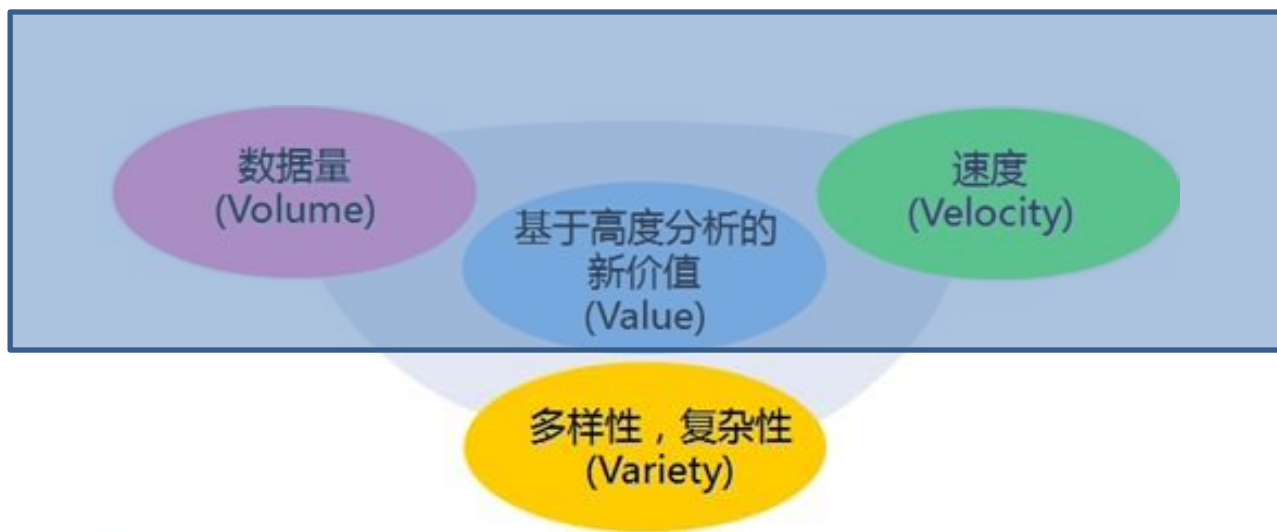 数据量
(Volume)
速度
(Velocity)
基于高度分析的
新价值
(Value)
多样性，复杂性
(Variety)